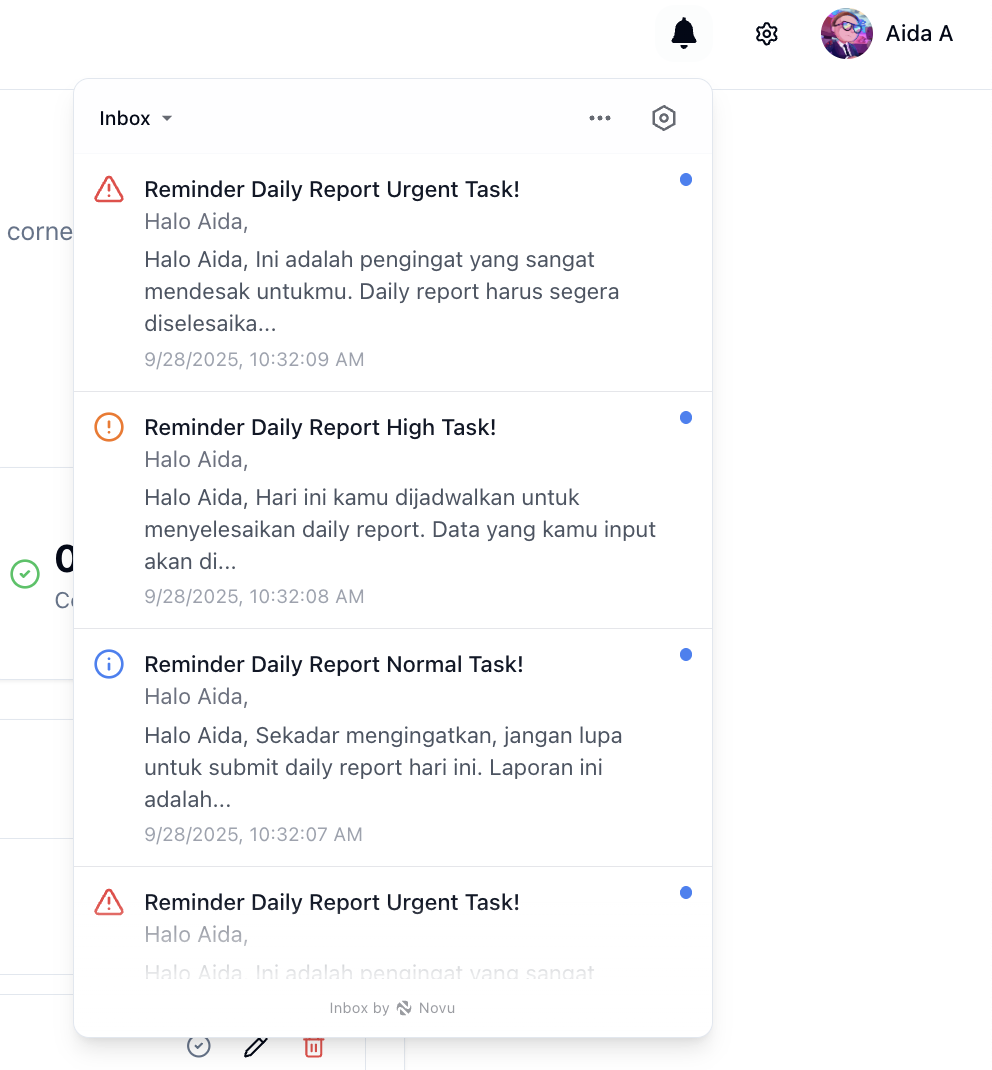 Aida A
Inbox
corne
Reminder Daily Report Urgent Task!
Halo Aida,
Halo Aida, Ini adalah pengingat yang sangat
mendesak untukmu. Daily report harus segera
diselesaika...
9/28/2025, 10:32:09 AM
Reminder Daily Report High Task!
Halo Aida,
Halo Aida, Hari ini kamu dijadwalkan untuk
menyelesaikan daily report. Data yang kamu input
akan di...
9/28/2025, 10:32:08 AM
0
Reminder Daily Report Normal Task!
Halo Aida,
Halo Aida, Sekadar mengingatkan, jangan lupa
untuk submit daily report hari ini. Laporan ini
adalah...
9/28/2025, 10:32:07 AM
Reminder Daily Report Urgent Task!
Halo Aida,
Halo Aida, Ini adalah pengingat yang sangat
Inbox by Novu